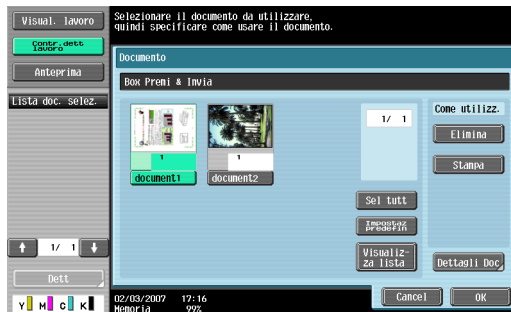 Visual. lavoro
Selezionare il documento da utilizzare,
quindi specificare come usare il documento.
Contr.dett
lavoro
Anteprima
Documento
Box Premi & Invia
Lista doc. selez.
1/ 1
Come utilizz.
Elimina
Stampa
1
1
document1
document2
Sel tutt
Impostaz
predefin
Visualiz-
za lista
Dettagli Doc
1/ 1
Dett
Y M C K
02/03/2007 17:16
Memoria 99%
Cancel
OK